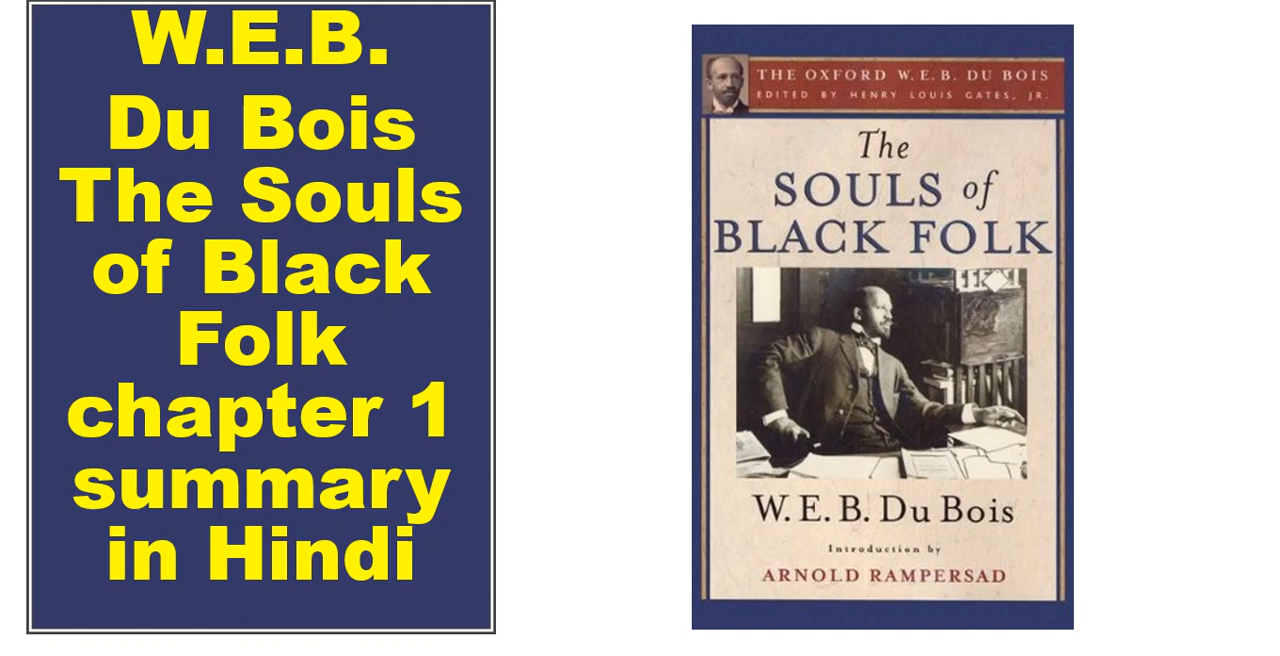 W.E.B.
Du Bois
The Souls
of Black
Folk
chapter 1
summary
in Hindi
THE OXFORD W. E. B. DU BOIS
EDITED BY HENRY LOUIS GATES, JR.
The
SOULS of
BLACK FOLK
W. E. B. Du Bois
Introduction by
ARNOLD RAMPERSAD